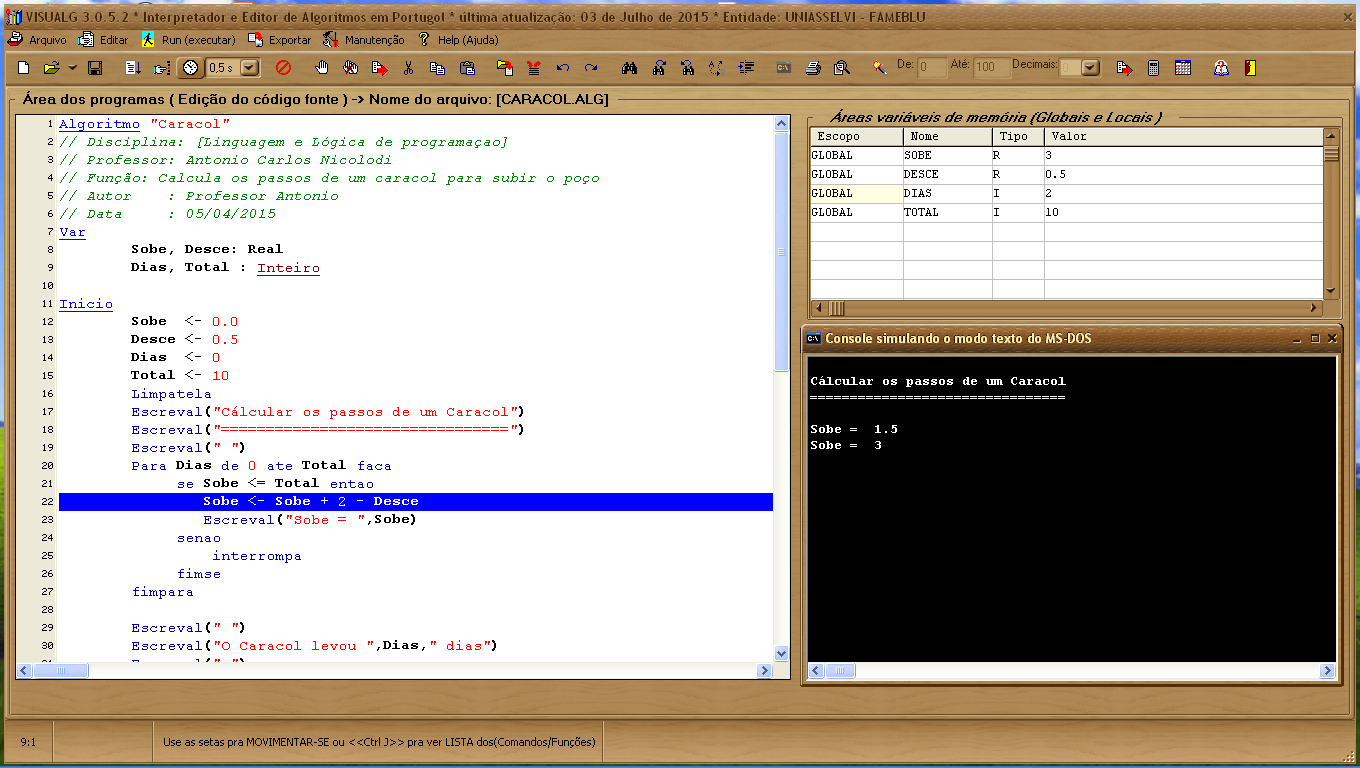 VISUALG 3.0.5.2 * Interpretador e Editor de Algoritmos em Portugol * última atualização: 03 de Julho de 2015 * Entidade: UNIASSELVI - FAMEBLU
Arquivo Editar Run (executar) Exportar Manutenção Help (Ajuda)
0,5 s De: 0 Até: 100 Decimais: 0
Área dos programas ( Edição do código fonte ) -> Nome do arquivo: [CARACOL.ALG]
1 Algoritmo "Caracol"
2 // Disciplina: [Linguagem e Lógica de programaçao]
3 // Professor: Antonio Carlos Nicolodi
4 // Função: Calcula os passos de um caracol para subir o poço
5 // Autor : Professor Antonio
6 // Data : 05/04/2015
7 Var
8 Sobe, Desce: Real
9 Dias, Total : Inteiro
10
11 Inicio
12 Sobe <- 0.0
13 Desce <- 0.5
14 Dias <- 0
15 Total <- 10
16 Limpatela
17 Escreval("Cálcular os passos de um Caracol")
18 Escreval("================================")
19 Escreval(" ")
20 Para Dias de 0 ate Total faca
21 se Sobe <= Total entao
22 Sobe <- Sobe + 2 - Desce
23 Escreval("Sobe = ",Sobe)
24 senao
25 interrompa
26 fimse
27 fimpara
28
29 Escreval(" ")
30 Escreval("O Caracol levou ",Dias," dias")
Áreas variáveis de memória (Globais e Locais )
Escopo Nome Tipo Valor
GLOBAL SOBE R 3
GLOBAL DESCE R 0.5
GLOBAL DIAS I 2
GLOBAL TOTAL I 10
Console simulando o modo texto do MS-DOS
Cálcular os passos de um Caracol
================================
Sobe = 1.5
Sobe = 3
9:1 Use as setas pra MOVIMENTAR-SE ou <<Ctrl J>> pra ver LISTA dos(Comandos/Funções)